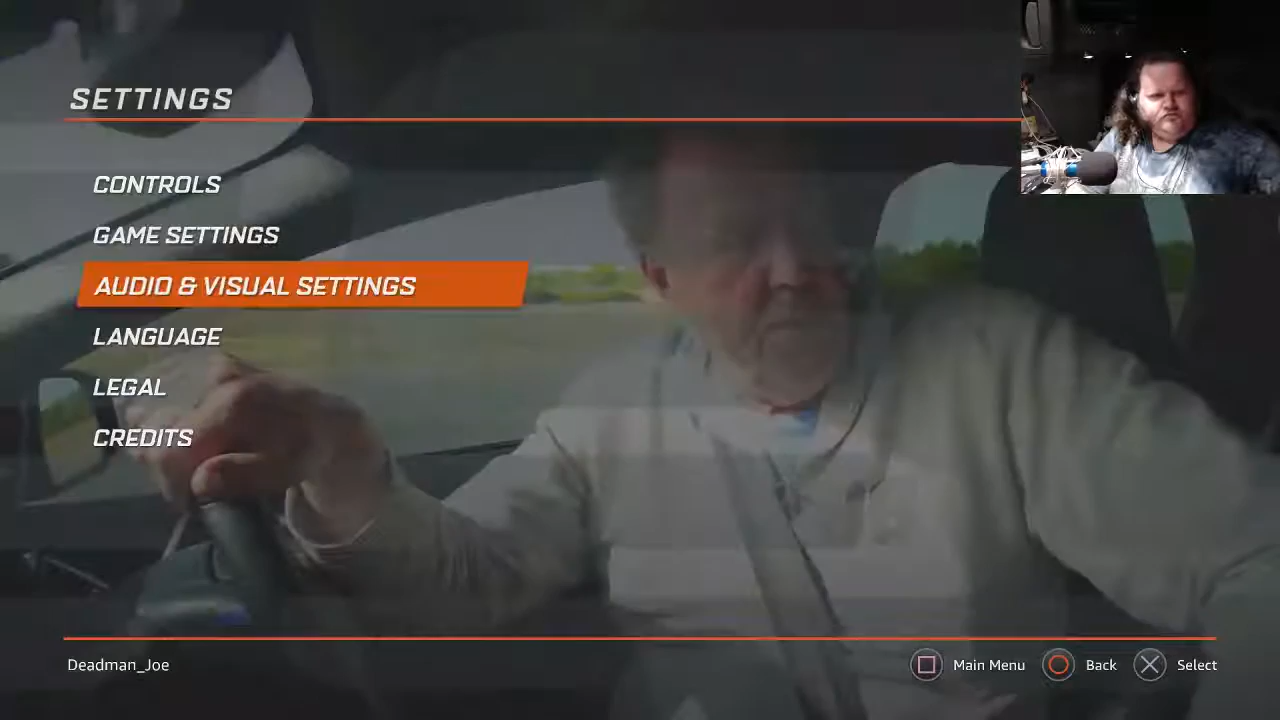 SETTINGS
CONTROLS
GAME SETTINGS
AUDIO & VISUAL SETTINGS
LANGUAGE
LEGAL
CREDITS
Deadman_Joe
Main Menu
Back
Select